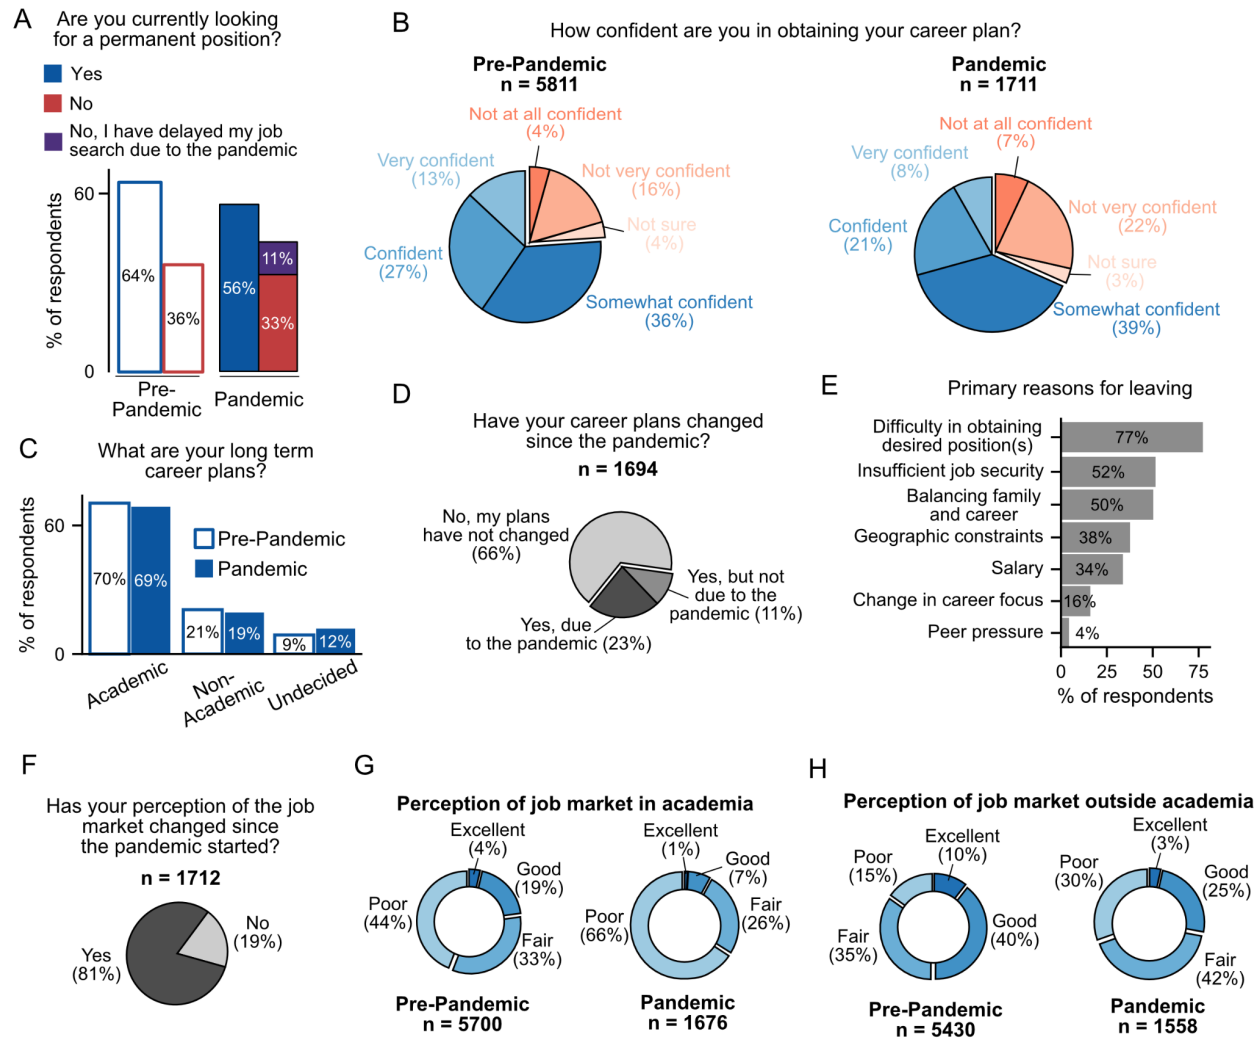 A
Are you currently looking
for a permanent position?
Yes
No
No, I have delayed my job
search due to the pandemic
% of respondents
60
0
64%
36%
56%
11%
33%
Pre-
Pandemic
Pandemic
B
How confident are you in obtaining your career plan?
Pre-Pandemic
n = 5811
Not at all confident
(4%)
Very confident
(13%)
Not very confident
(16%)
Not sure
(4%)
Confident
(27%)
Somewhat confident
(36%)
Pandemic
n = 1711
Not at all confident
(7%)
Very confident
(8%)
Not very confident
(22%)
Confident
(21%)
Not sure
(3%)
Somewhat confident
(39%)
C
What are your long term
career plans?
% of respondents
60
0
Pre-Pandemic
Pandemic
70%
69%
21%
19%
9%
12%
Academic
Non-
Academic
Undecided
D
Have your career plans changed
since the pandemic?
n = 1694
No, my plans
have not changed
(66%)
Yes, but not
due to the
pandemic (11%)
Yes, due
to the pandemic (23%)
E
Primary reasons for leaving
Difficulty in obtaining
desired position(s)
77%
Insufficient job security
52%
Balancing family
and career
50%
Geographic constraints
38%
Salary
34%
Change in career focus
16%
Peer pressure
4%
0 25 50 75
% of respondents
F
Has your perception of the job
market changed since
the pandemic started?
n = 1712
No
(19%)
Yes
(81%)
G
Perception of job market in academia
Excellent
(4%)
Good
(19%)
Poor
(44%)
Fair
(33%)
Pre-Pandemic
n = 5700
Excellent
(1%)
Good
(7%)
Poor
(66%)
Fair
(26%)
Pandemic
n = 1676
H
Perception of job market outside academia
Excellent
(10%)
Poor
(15%)
Good
(40%)
Fair
(35%)
Pre-Pandemic
n = 5430
Excellent
(3%)
Poor
(30%)
Good
(25%)
Fair
(42%)
Pandemic
n = 1558